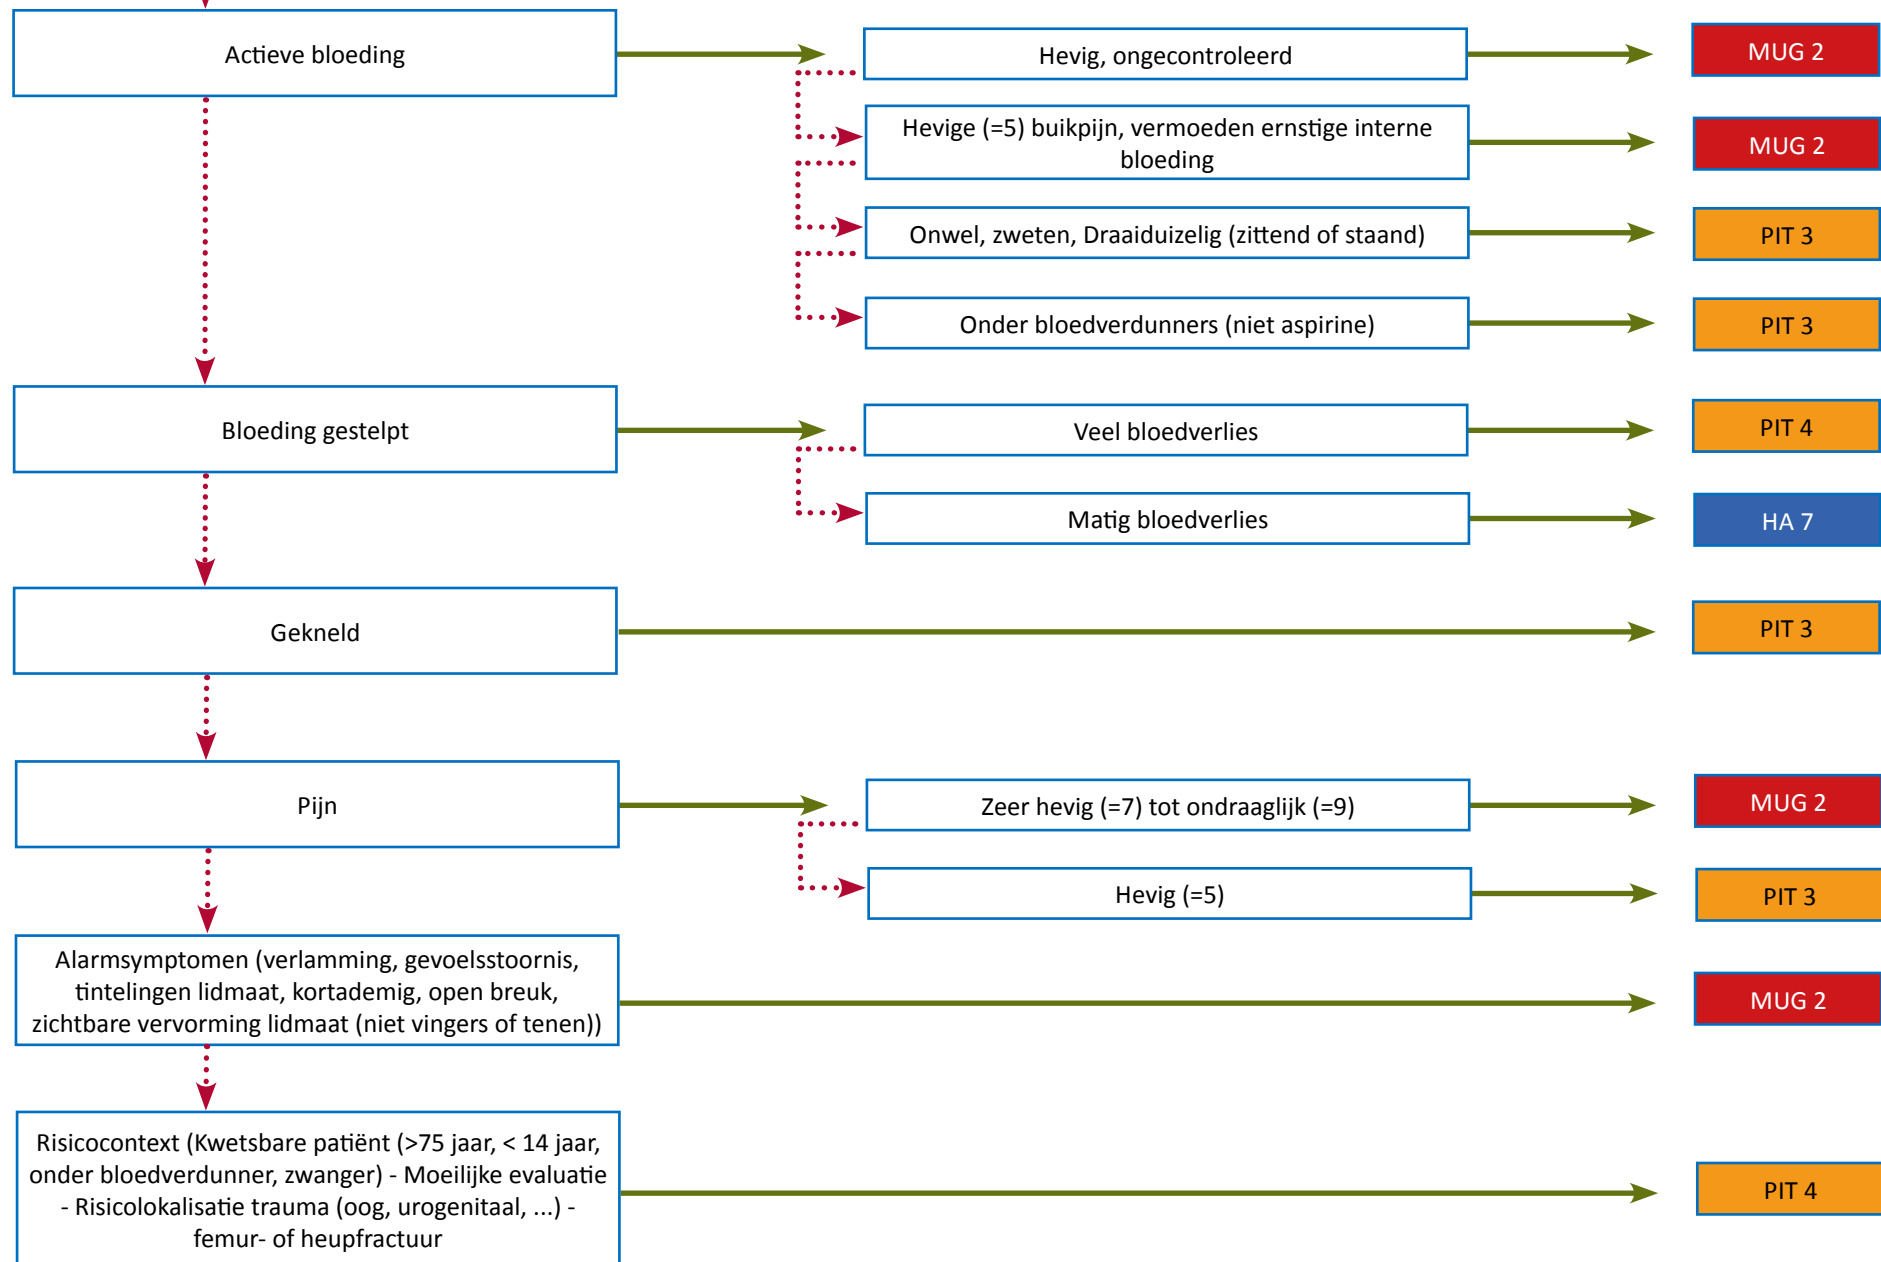 Actieve bloeding
Hevig, ongecontroleerd
MUG 2
Hevige (=5) buikpijn, vermoeden ernstige interne
bloeding
MUG 2
Onwel, zweten, Draaiduizelig (zittend of staand)
PIT 3
Onder bloedverdunners (niet aspirine)
PIT 3
Bloeding gestelpt
Veel bloedverlies
PIT 4
Matig bloedverlies
HA 7
Gekneld
PIT 3
Pijn
Zeer hevig (=7) tot ondraaglijk (=9)
MUG 2
Hevig (=5)
PIT 3
Alarmsymptomen (verlamming, gevoelsstoornis,
tintelingen lidmaat, kortademig, open breuk,
zichtbare vervorming lidmaat (niet vingers of tenen))
MUG 2
Risicocontext (Kwetsbare patiënt (>75 jaar, < 14 jaar,
onder bloedverdunner, zwanger) - Moeilijke evaluatie
- Risicolokalisatie trauma (oog, urogenitaal, ...) -
femur- of heupfractuur
PIT 4